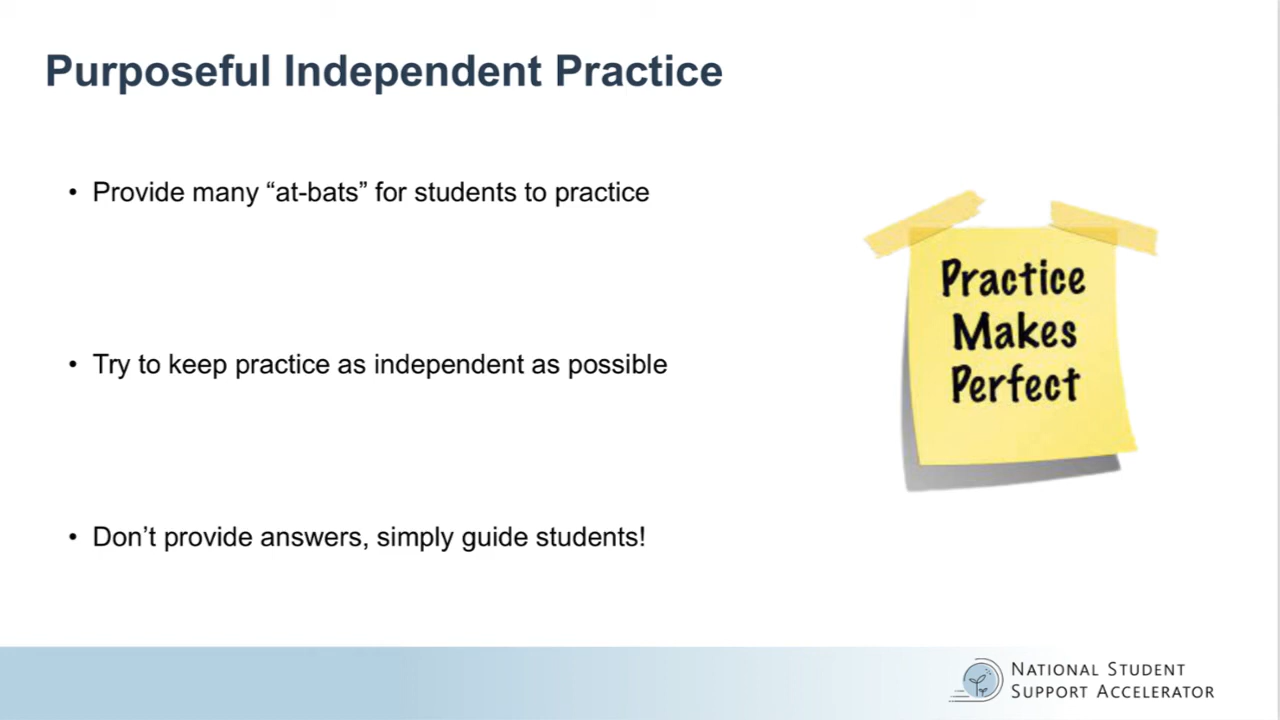 Purposeful Independent Practice
• Provide many “at-bats” for students to practice
• Try to keep practice as independent as possible
• Don’t provide answers, simply guide students!
Practice
Makes
Perfect
NATIONAL STUDENT
SUPPORT ACCELERATOR